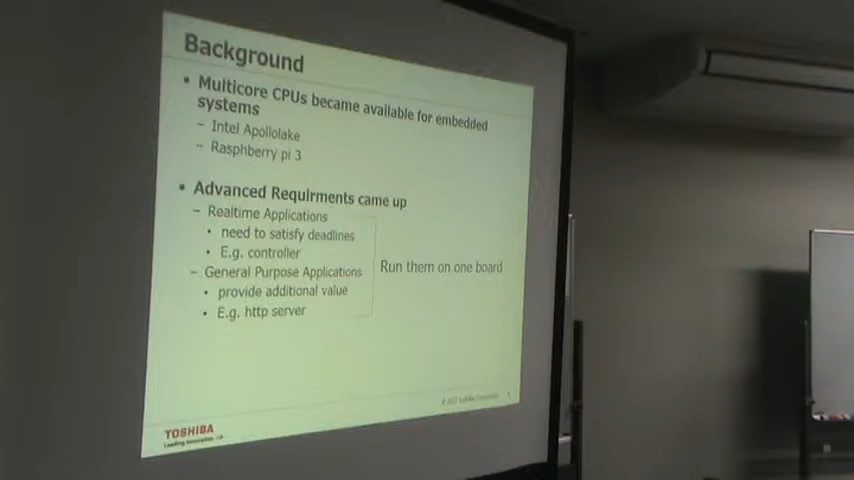 Background
• Multicore CPUs became available for embedded
systems
– Intel Apollolake
– Rasphberry pi 3
• Advanced Requirments came up
– Realtime Applications
• need to satisfy deadlines
• E.g. controller
– General Purpose Applications
• provide additional value
• E.g. http server
Run them on one board
TOSHIBA
Leading Innovation